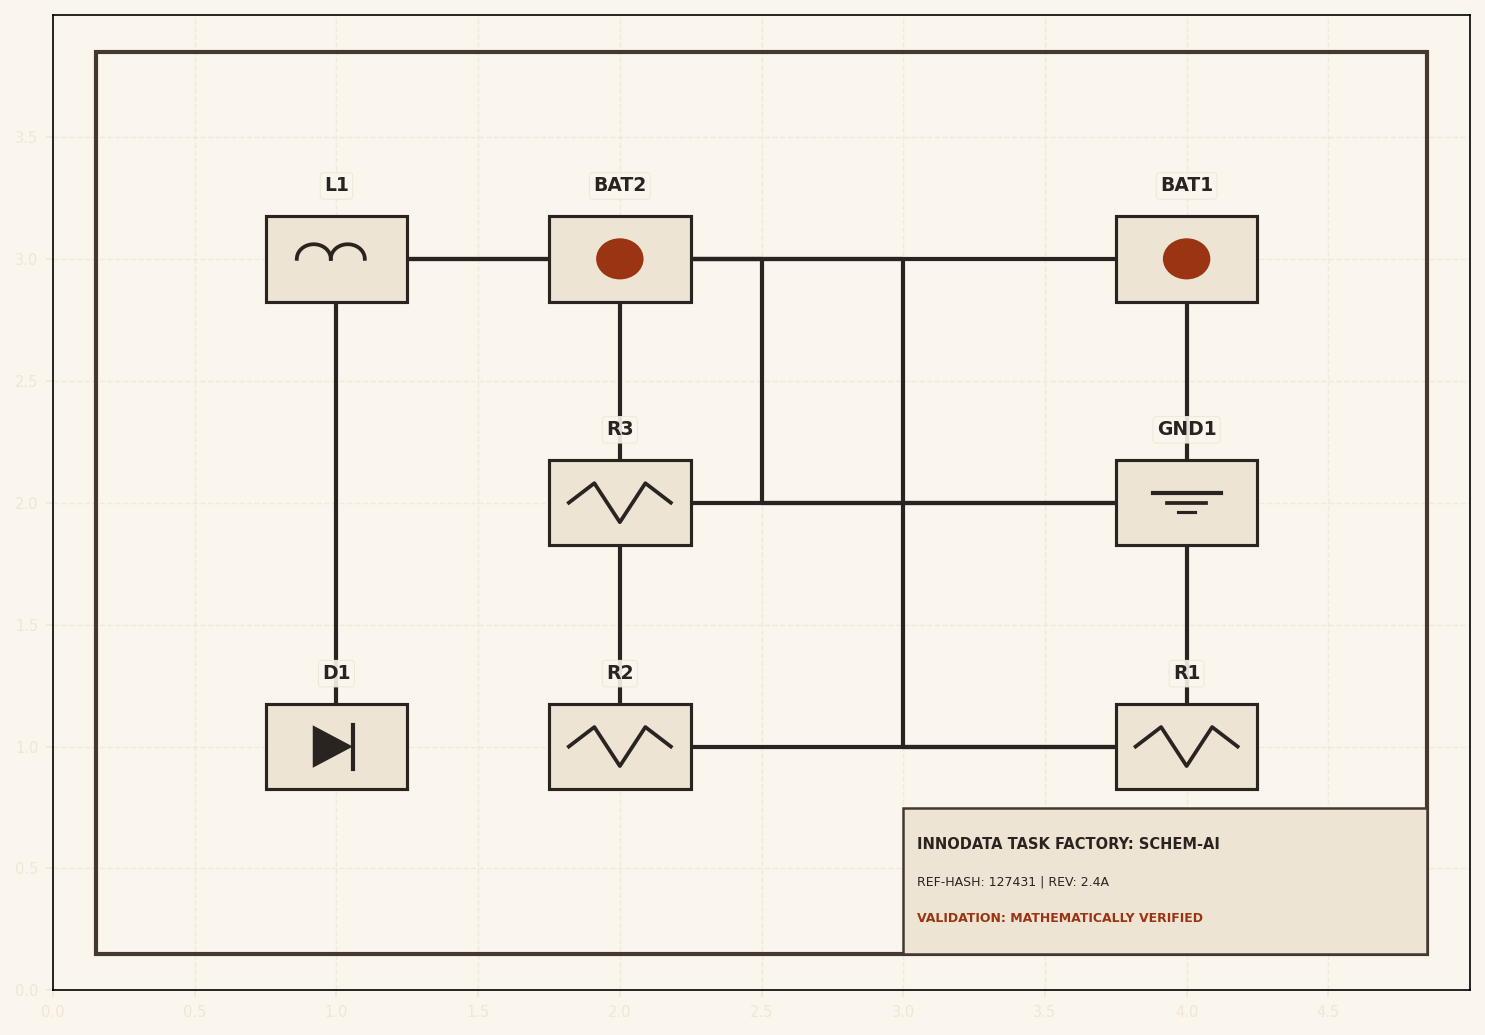 3.5
L1 BAT2 BAT1
3.0
2.5
R3 GND1
2.0
1.5
D1 R2 R1
1.0
INNODATA TASK FACTORY: SCHEM-AI
0.5
REF-HASH: 127431 | REV: 2.4A
VALIDATION: MATHEMATICALLY VERIFIED
0.0
0.0 0.5 1.0 1.5 2.0 2.5 3.0 3.5 4.0 4.5